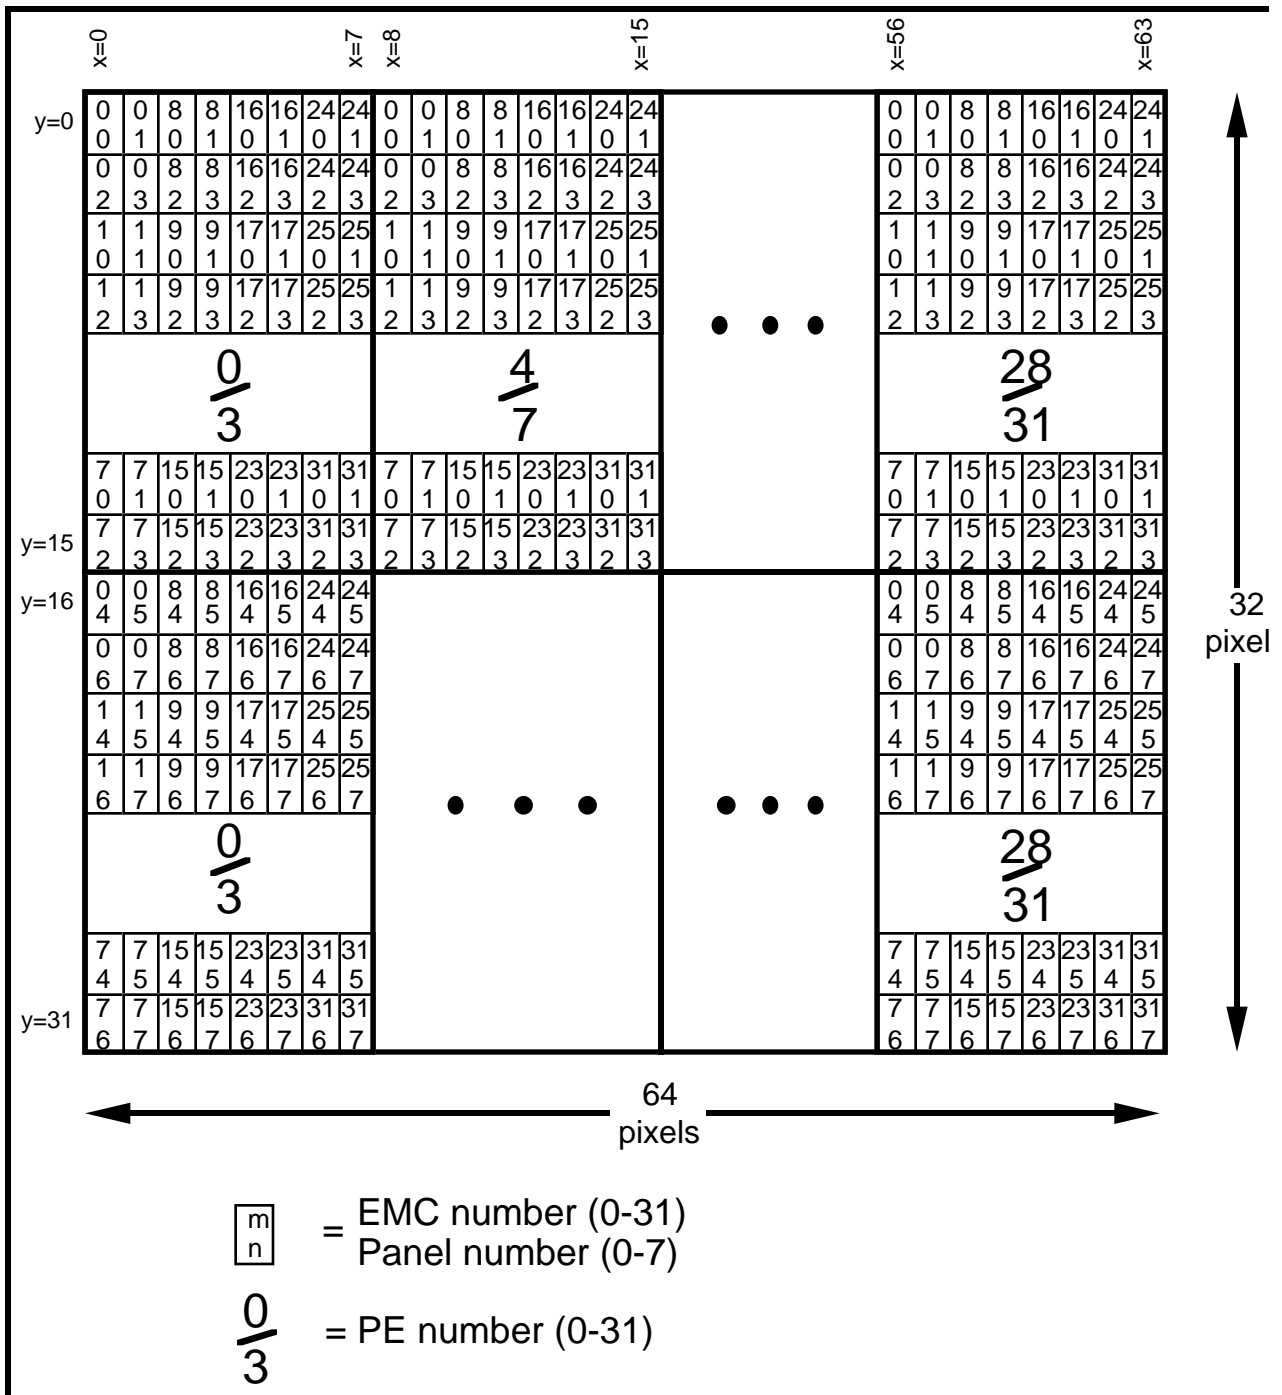 x=0 x=7 x=8 x=15 x=56 x=63
y=0
0 0 8 8 16 16 24 24 0 0 8 8 16 16 24 24 0 0 8 8 16 16 24 24
0 1 0 1 0 1 0 1 0 1 0 1 0 1 0 1 0 1 0 1 0 1 0 1
0 0 8 8 16 16 24 24 0 0 8 8 16 16 24 24 0 0 8 8 16 16 24 24
2 3 2 3 2 3 2 3 2 3 2 3 2 3 2 3 2 3 2 3 2 3 2 3
1 1 9 9 17 17 25 25 1 1 9 9 17 17 25 25 1 1 9 9 17 17 25 25
0 1 0 1 0 1 0 1 0 1 0 1 0 1 0 1 0 1 0 1 0 1 0 1
1 1 9 9 17 17 25 25 1 1 9 9 17 17 25 25 1 1 9 9 17 17 25 25
2 3 2 3 2 3 2 3 2 3 2 3 2 3 2 3 2 3 2 3 2 3 2 3
0 4 28
3 7 31
7 7 15 15 23 23 31 31 7 7 15 15 23 23 31 31 7 7 15 15 23 23 31 31
0 1 0 1 0 1 0 1 0 1 0 1 0 1 0 1 0 1 0 1 0 1 0 1
y=15
7 7 15 15 23 23 31 31 7 7 15 15 23 23 31 31 7 7 15 15 23 23 31 31
2 3 2 3 2 3 2 3 2 3 2 3 2 3 2 3 2 3 2 3 2 3 2 3
y=16
0 0 8 8 16 16 24 24 0 0 8 8 16 16 24 24
4 5 4 5 4 5 4 5 4 5 4 5 4 5 4 5
0 0 8 8 16 16 24 24 0 0 8 8 16 16 24 24
6 7 6 7 6 7 6 7 6 7 6 7 6 7 6 7
1 1 9 9 17 17 25 25 1 1 9 9 17 17 25 25
4 5 4 5 4 5 4 5 4 5 4 5 4 5 4 5
1 1 9 9 17 17 25 25 1 1 9 9 17 17 25 25
6 7 6 7 6 7 6 7 6 7 6 7 6 7 6 7
0 28
3 31
7 7 15 15 23 23 31 31 7 7 15 15 23 23 31 31
4 5 4 5 4 5 4 5 4 5 4 5 4 5 4 5
y=31
7 7 15 15 23 23 31 31 7 7 15 15 23 23 31 31
6 7 6 7 6 7 6 7 6 7 6 7 6 7 6 7
32
pixel
64
pixels
m
n
= EMC number (0-31)
Panel number (0-7)
0
3
= PE number (0-31)